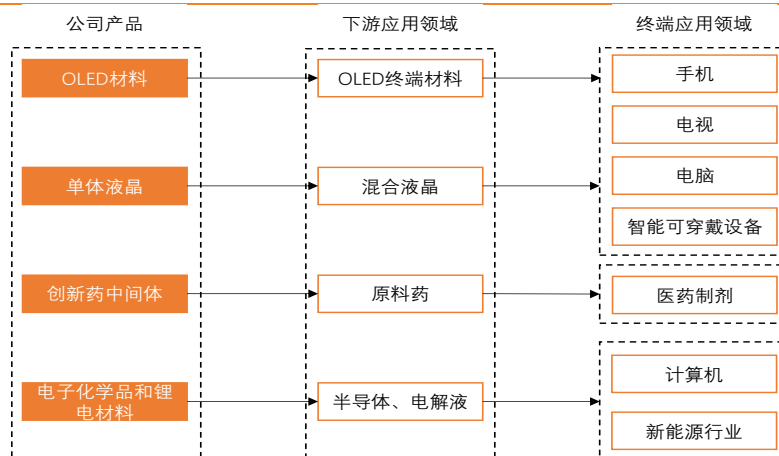 公司产品
下游应用领域
终端应用领域
OLED材料
OLED终端材料
手机
电视
单体液晶
混合液晶
电脑
智能可穿戴设备
创新药中间体
原料药
医药制剂
电子化学品和锂
电材料
半导体、电解液
计算机
新能源行业